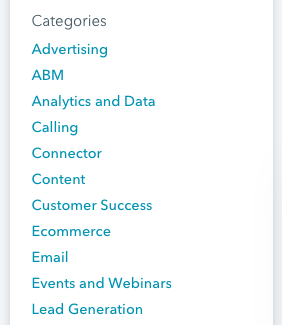 Categories
Advertising
ABM
Analytics and Data
Calling
Connector
Content
Customer Success
Ecommerce
Email
Events and Webinars
Lead Generation